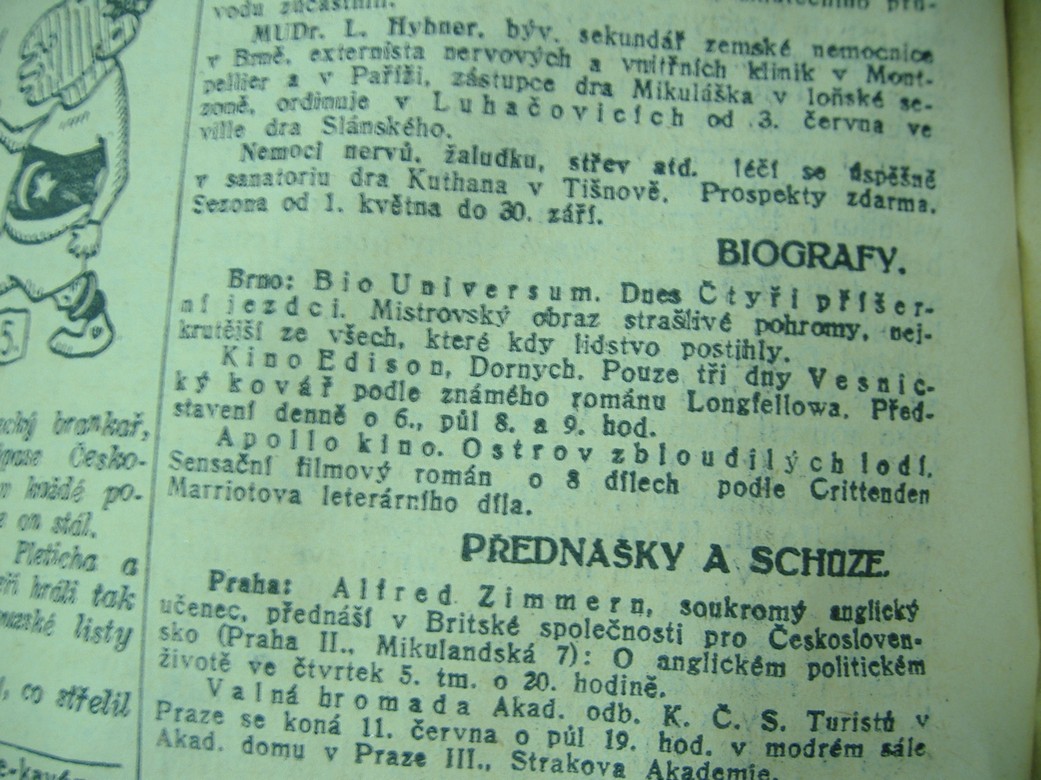 vodu zúčastnili.
MUDr. L. Hybner, býv. sekundář zemské nemocnice
v Brně, externista nervových a vnitřních klinik v Mont-
pellier a v Paříži, zástupce dra Mikuláška v loňské se-
zoně, ordinuje v Luhačovicích od 3. června ve
ville dra Slánského.
Nemoci nervů, žaludku, střev atd. léčí se úspěšně
v sanatoriu dra Kuthana v Tišnově. Prospekty zdarma.
Sezona od 1. května do 30. září.
BIOGRAFY.
Brno: Bio Universum. Dnes Čtyři příšer-
ní jezdci. Mistrovský obraz strašlivé pohromy, nej-
krutější ze všech, které kdy lidstvo postihly.
Kino Edison, Dornych. Pouze tři dny Vesnic-
ký kovář podle známého románu Longfellowa. Před-
stavení denně o 6., půl 8. a 9. hod.
Apollo kino. Ostrov zbloudilých lodí.
Sensační filmový román o 8 dílech podle Crittenden
Marriotova leterárního díla.
PŘEDNÁŠKY A SCHŮZE.
Praha: Alfred Zimmern, soukromý anglický
učenec, přednáší v Britské společnosti pro Českosloven-
sko (Praha II., Mikulandská 7): O anglickém politickém
životě ve čtvrtek 5. tm. o 20. hodině.
Valná hromada Akad. odb. K. Č. S. Turistů v
Praze se koná 11. června o půl 19. hod. v modrém sále
Akad. domu v Praze III., Strakova Akademie.
5.
brankař,
Česko-
každé po-
on stál.
Pleticha a
hráli tak
listy
co střelil